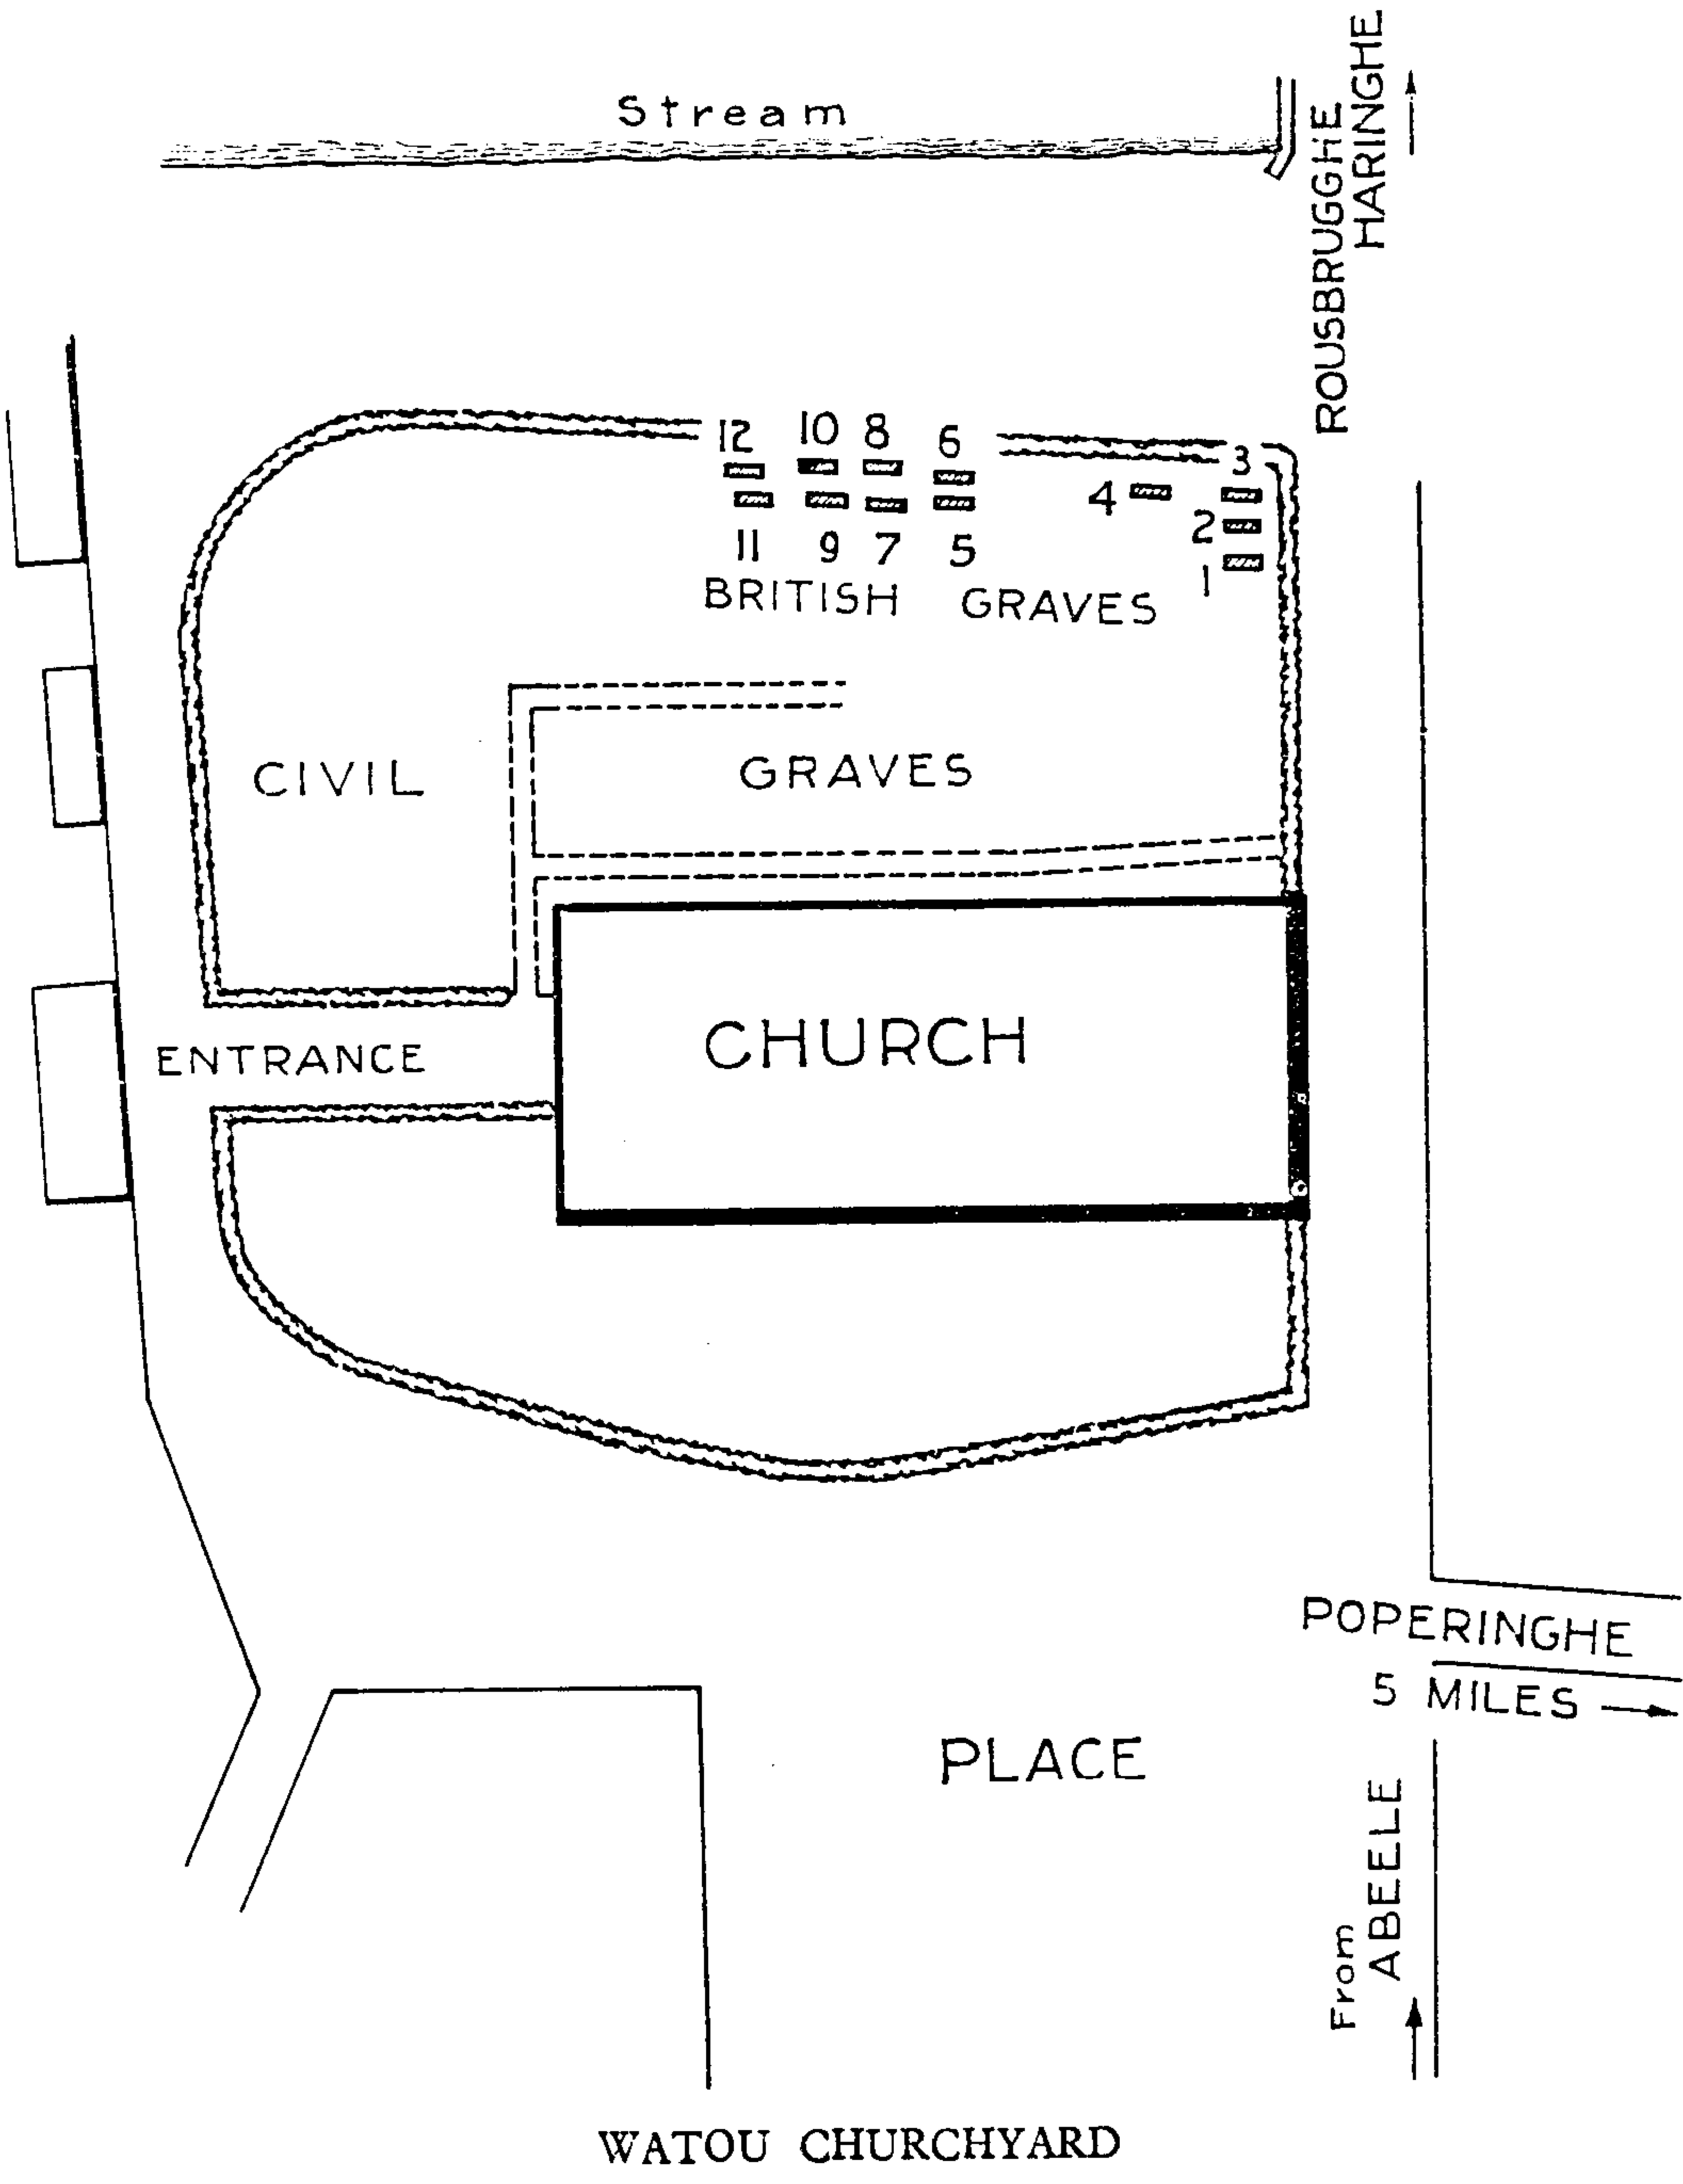 Stream
ROUSBRUGGHE
HARINGHE
12 10 8 6
3
4
2
11 9 7 5
1
BRITISH GRAVES
CIVIL GRAVES
CHURCH
ENTRANCE
POPERINGHE
5 MILES
PLACE
From
ABEELE
WATOU CHURCHYARD